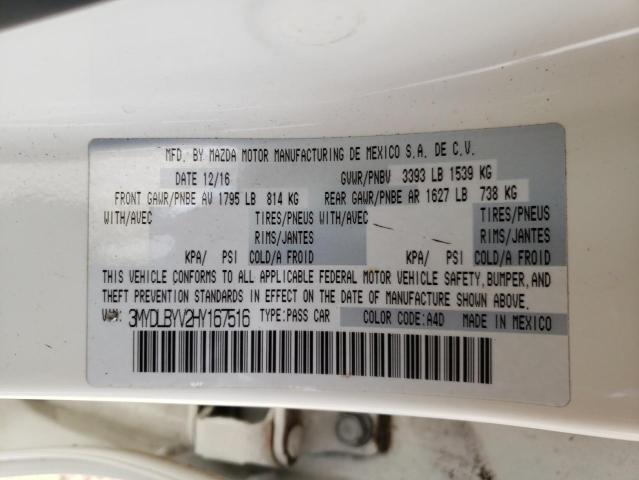 MFD. BY MAZDA MOTOR MANUFACTURING DE MEXICO S.A. DE C.V.
DATE 12/16 GVWR/PNBV 3393 LB 1539 KG
FRONT GAWR/PNBE AV 1795 LB 814 KG REAR GAWR/PNBE AR 1627 LB 738 KG
WITH/AVEC TIRES/PNEUS WITH/AVEC TIRES/PNEUS
RIMS/JANTES RIMS/JANTES
KPA/ PSI COLD/A FROID KPA/ PSI COLD/A FROID
THIS VEHICLE CONFORMS TO ALL APPLICABLE FEDERAL MOTOR VEHICLE SAFETY, BUMPER, AND
THEFT PREVENTION STANDARDS IN EFFECT ON THE DATE OF MANUFACTURE SHOWN ABOVE.
3MYDLBYV2HY167516 TYPE:PASS CAR COLOR CODE:A4D MADE IN MEXICO